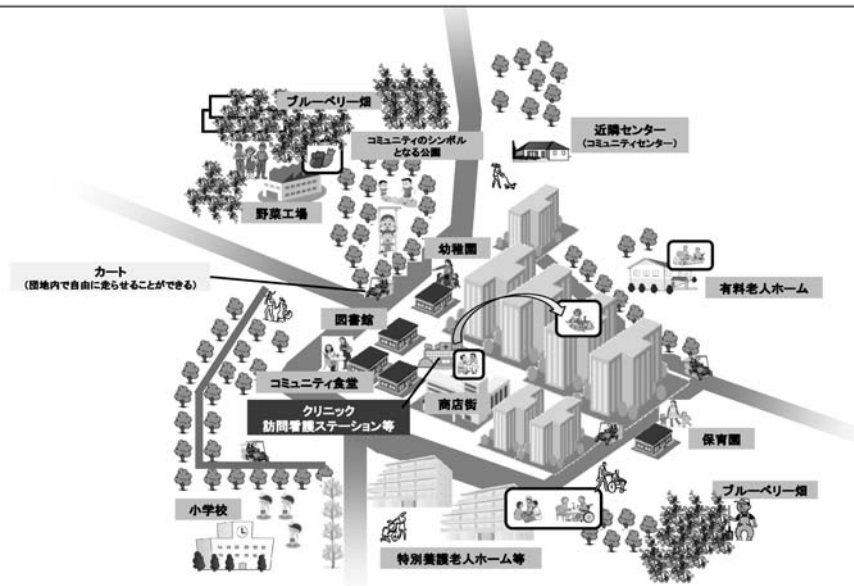 ブルーベリー畑
コミュニティのシンボル
となる公園
近隣センター
(コミュニティセンター)
野菜工場
幼稚園
カート
(団地内で自由に走らせることができる)
有料老人ホーム
図書館
コミュニティ食堂
商店街
クリニック
訪問看護ステーション等
保育園
ブルーベリー畑
小学校
特別養護老人ホーム等